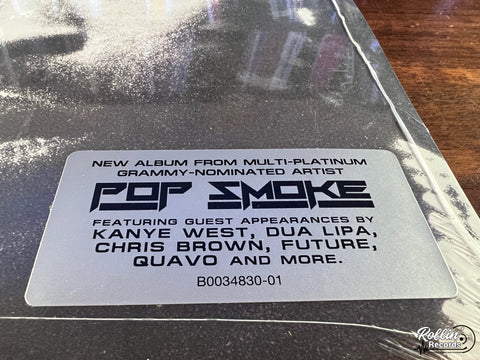 NEW ALBUM FROM MULTI-PLATINUM
GRAMMY-NOMINATED ARTIST
POP SMOKE
FEATURING GUEST APPEARANCES BY
KANYE WEST, DUA LIPA,
CHRIS BROWN, FUTURE,
QUAVO AND MORE.
B0034830-01
Rollin'
Records